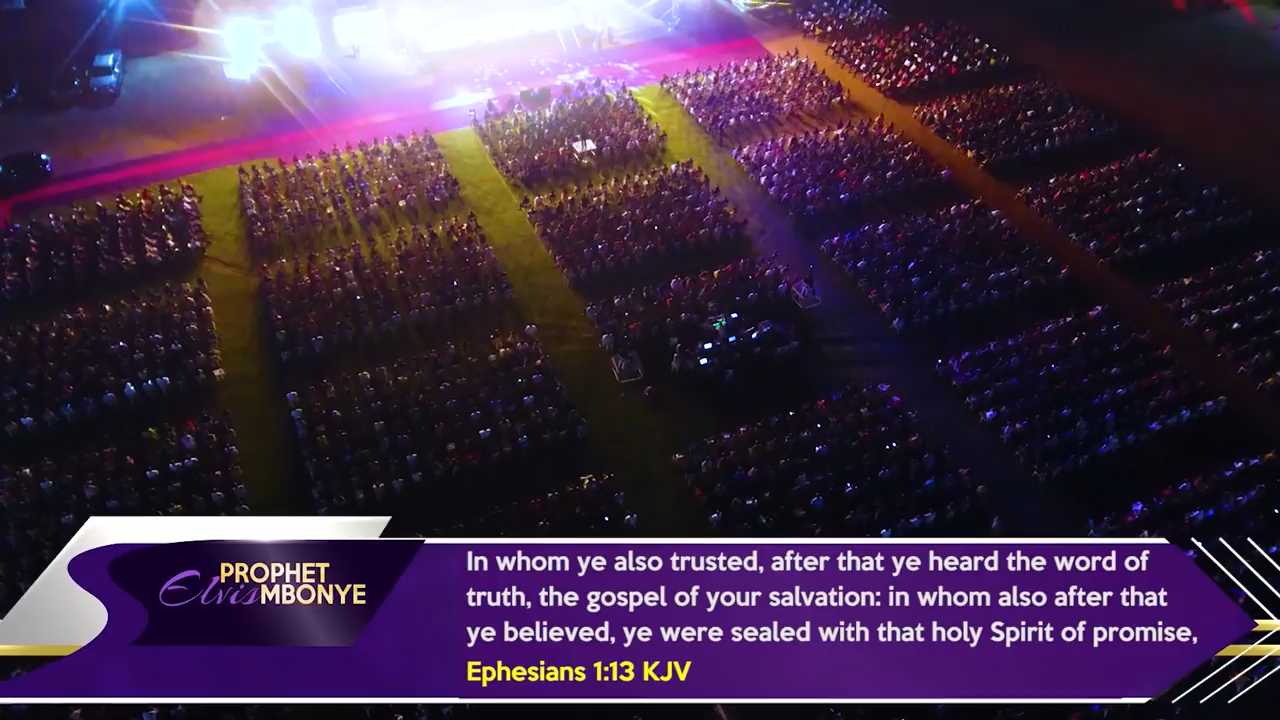 PROPHET
Elvis MBONYE
In whom ye also trusted, after that ye heard the word of
truth, the gospel of your salvation: in whom also after that
ye believed, ye were sealed with that holy Spirit of promise,
Ephesians 1:13 KJV